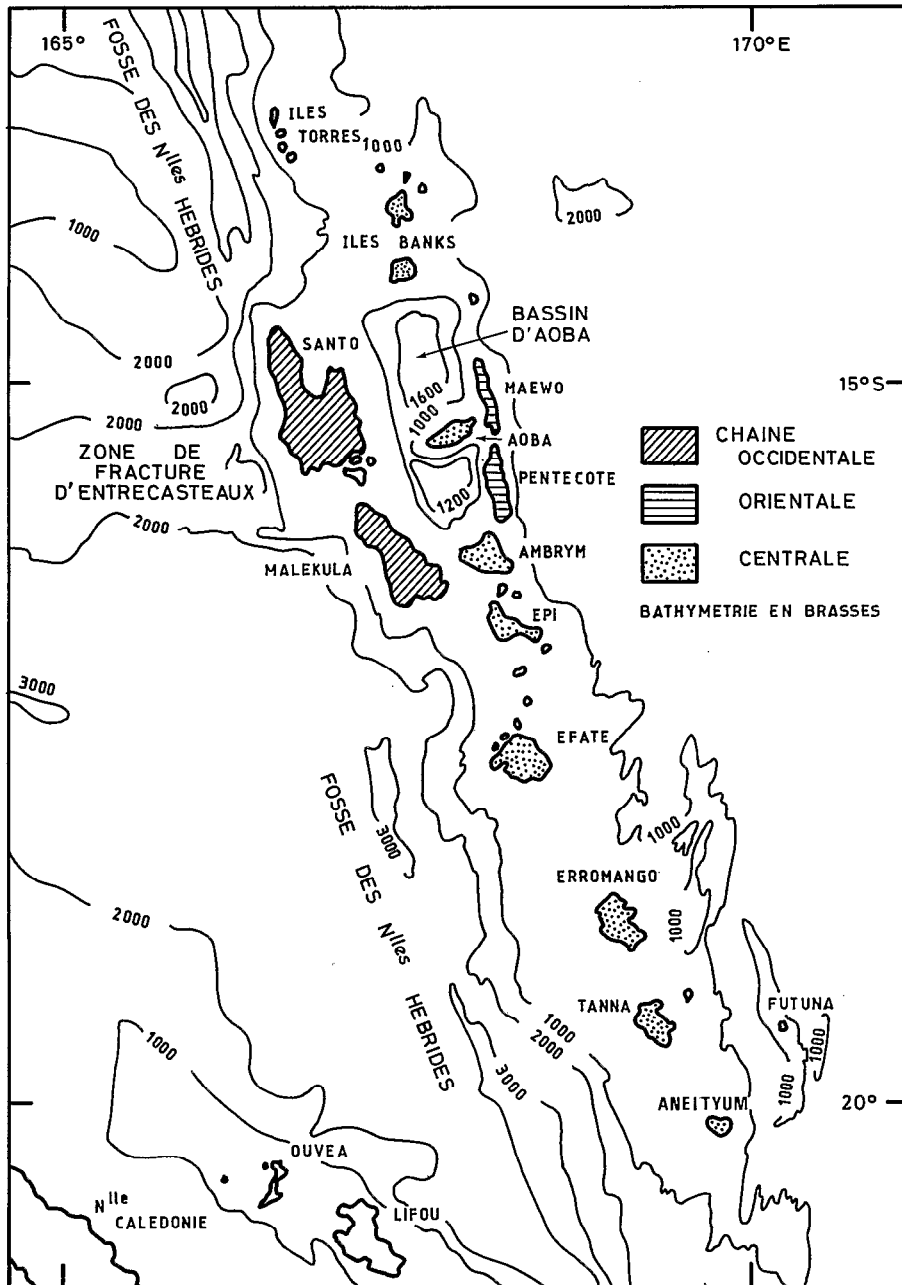 165°
170°E
FOSSE DES Nlles HEBRIDES
ILES
TORRES
1000
2000
1000
ILES BANKS
BASSIN
D'AOBA
SANTO
2000
MAEWO
15°S
2000
1600
2000
1000
AOBA
ZONE DE
FRACTURE
D'ENTRECASTEAUX
PENTECOTE
1200
2000
CHAINE
OCCIDENTALE
ORIENTALE
CENTRALE
BATHYMETRIE EN BRASSES
MALEKULA
AMBRYM
EPI
3000
EFATE
FOSSE DES Nlles HEBRIDES
3000
1000
ERROMANGO
2000
1000
TANNA
FUTUNA
1000
2000
3000
1000
1000
1000
ANEITYUM
20°
OUVEA
Nlle
CALEDONIE
LIFOU